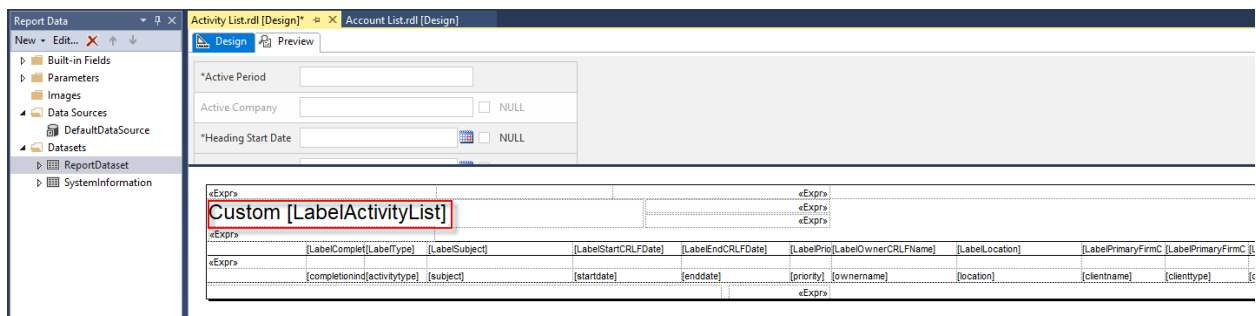 Report Data
New Edit...
Built-in Fields
Parameters
Images
Data Sources
DefaultDataSource
Datasets
ReportDataset
SystemInformation
Activity List.rdl [Design]* Account List.rdl [Design]
Design Preview
*Active Period
Active Company NULL
*Heading Start Date NULL
«Expr» «Expr»
Custom [LabelActivityList] «Expr»
«Expr»
«Expr»
[LabelComplet [LabelType] [LabelSubject] [LabelStartCRLFDate] [LabelEndCRLFDate] [LabelPrio [LabelOwnerCRLFName] [LabelLocation] [LabelPrimaryFirmC [LabelPrimaryFirmC [L
«Expr»
[completionind [activitytype] [subject] [startdate] [enddate] [priority] [ownername] [location] [clientname] [clienttype] [c
«Expr»